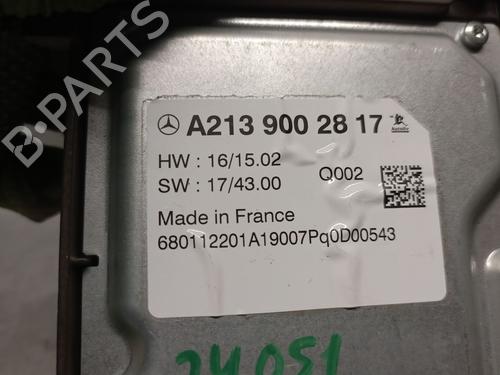 A213 900 28 17
Autoliv
HW : 16/15.02
SW : 17/43.00 Q002
Made in France
680112201A19007Pq0D00543
24051
B-PARTS